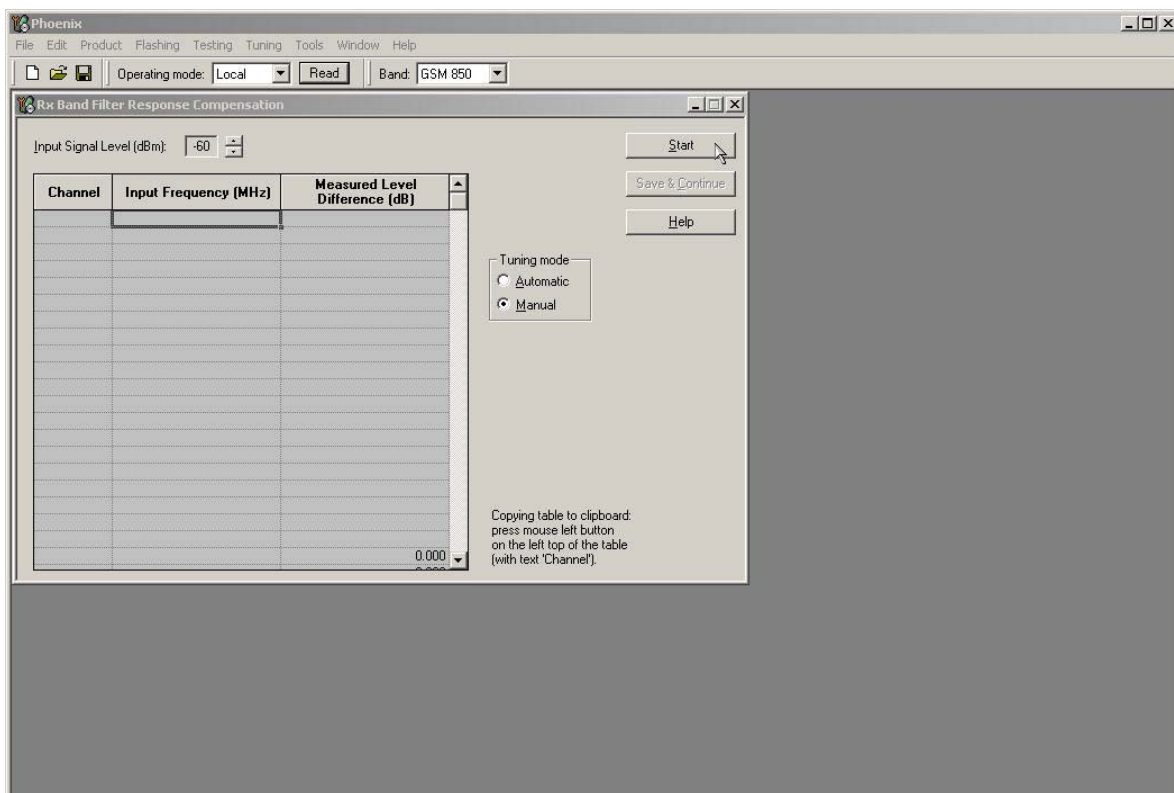 Phoenix
File Edit Product Flashing Testing Tuning Tools Window Help
Operating mode: Local Read Band: GSM 850
Rx Band Filter Response Compensation
Input Signal Level (dBm): -60
Start
Save & Continue
Help
Channel Input Frequency (MHz) Measured Level
Difference (dB)
Tuning mode
Automatic
Manual
Copying table to clipboard:
press mouse left button
on the left top of the table
(with text 'Channel').
0.000